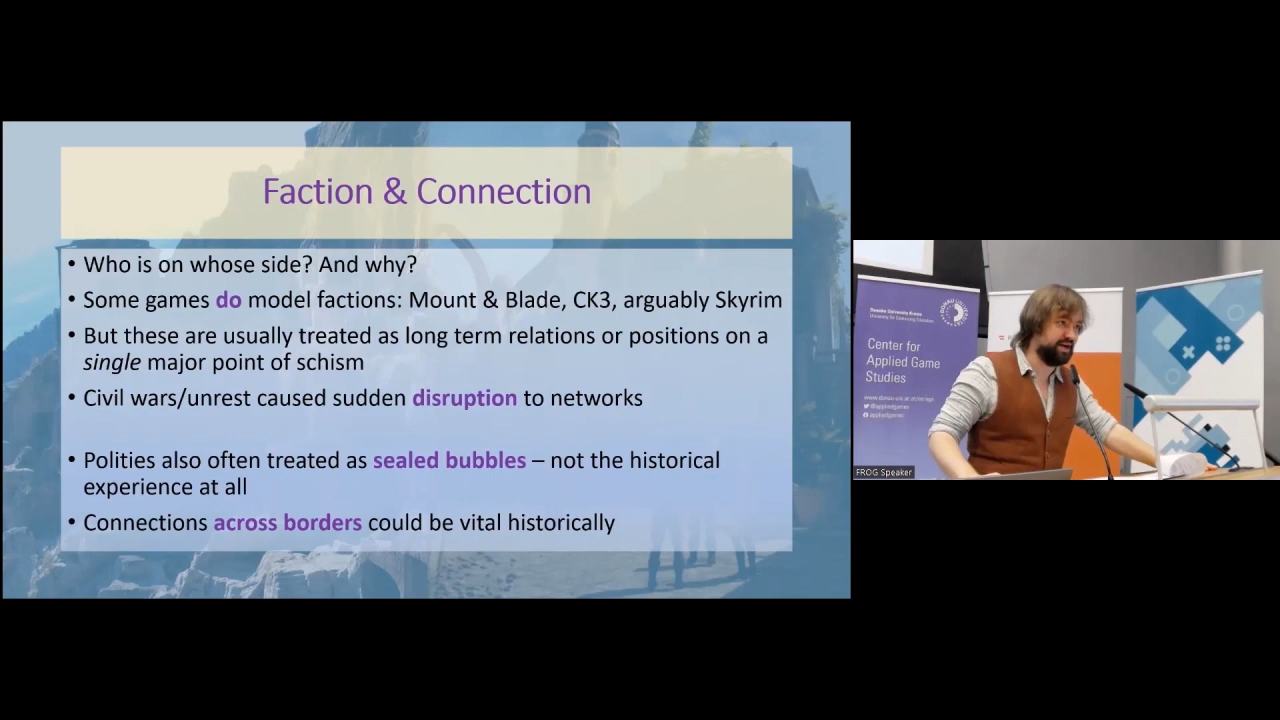 Faction & Connection
• Who is on whose side? And why?
• Some games do model factions: Mount & Blade, CK3, arguably Skyrim
• But these are usually treated as long term relations or positions on a
single major point of schism
• Civil wars/unrest caused sudden disruption to networks
• Polities also often treated as sealed bubbles – not the historical
experience at all
• Connections across borders could be vital historically
Center for
Applied Game
Studies
@appliedgames
FROG Speaker